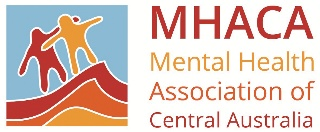 MHACA
Mental Health
Association of
Central Australia